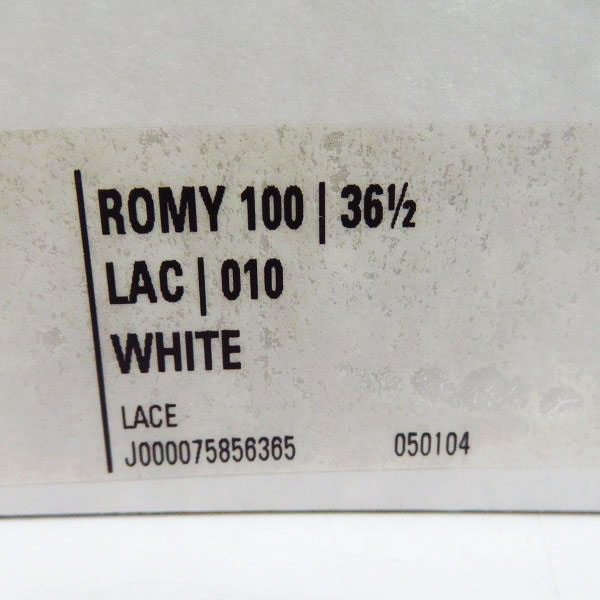 ROMY 100 | 36½
LAC | 010
WHITE
LACE
J000075856365 050104